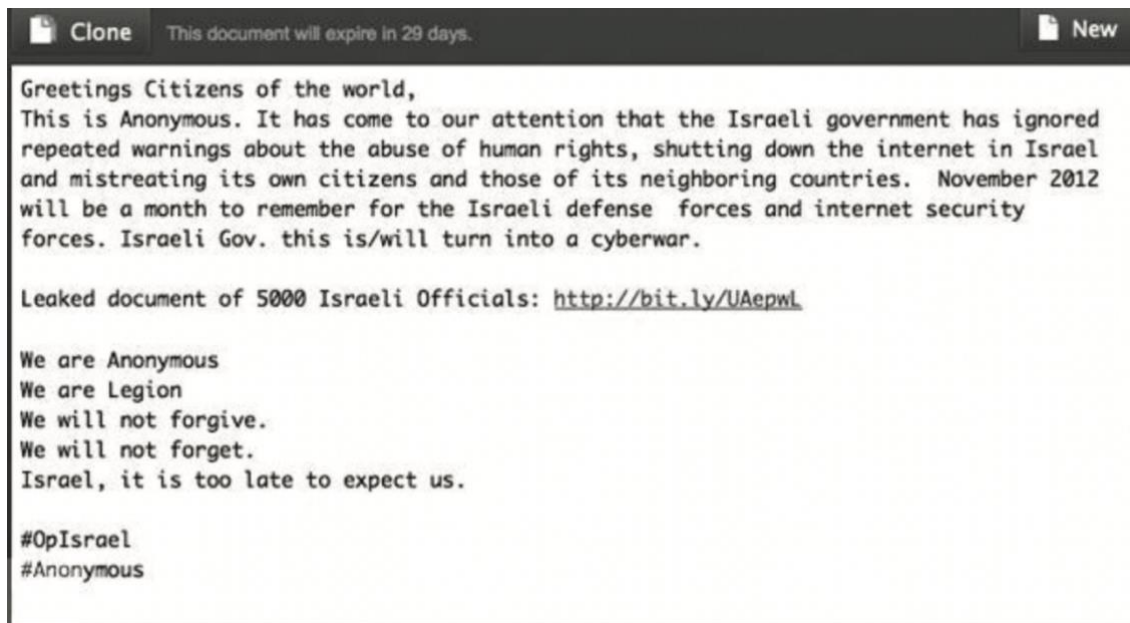 Clone This document will expire in 29 days. New
Greetings Citizens of the world,
This is Anonymous. It has come to our attention that the Israeli government has ignored
repeated warnings about the abuse of human rights, shutting down the internet in Israel
and mistreating its own citizens and those of its neighboring countries.  November 2012
will be a month to remember for the Israeli defense  forces and internet security
forces. Israeli Gov. this is/will turn into a cyberwar.
Leaked document of 5000 Israeli Officials: http://bit.ly/UAepwL
We are Anonymous
We are Legion
We will not forgive.
We will not forget.
Israel, it is too late to expect us.
#OpIsrael
#Anonymous